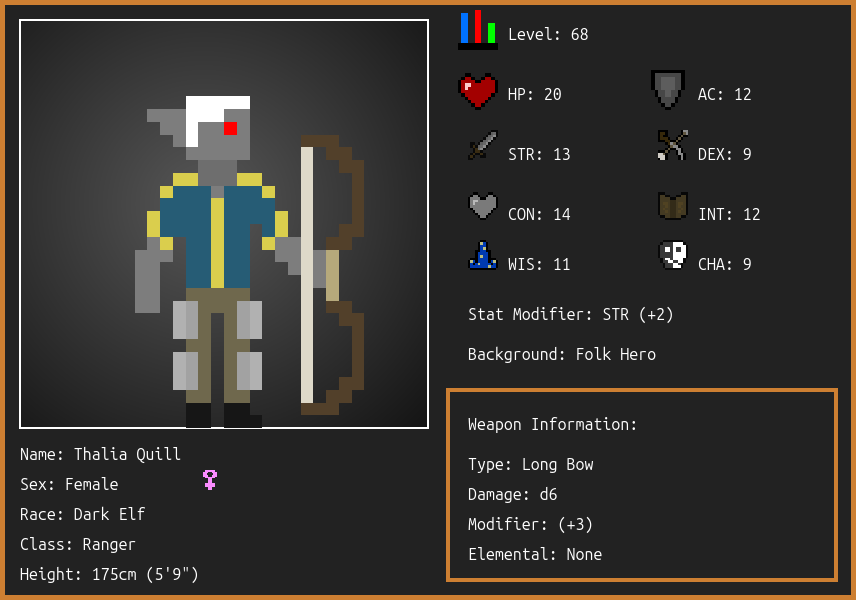 Level: 68
HP: 20
AC: 12
STR: 13
DEX: 9
CON: 14
INT: 12
WIS: 11
CHA: 9
Stat Modifier: STR (+2)
Background: Folk Hero
Weapon Information:
Type: Long Bow
Damage: d6
Modifier: (+3)
Elemental: None
Name: Thalia Quill
Sex: Female
Race: Dark Elf
Class: Ranger
Height: 175cm (5'9")